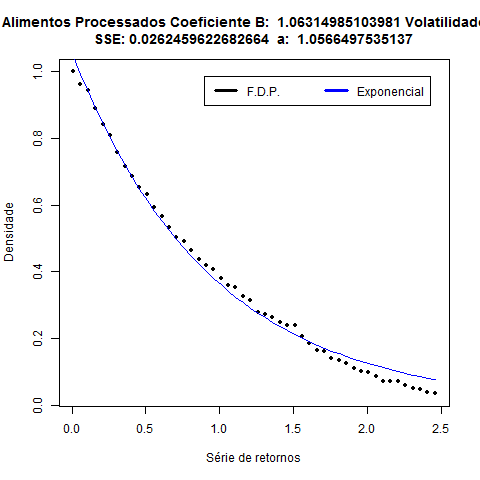 Alimentos Processados Coeficiente B: 1.06314985103981 Volatilidade
SSE: 0.0262459622682664 a: 1.0566497535137
F.D.P. Exponencial
1.0
0.8
0.6
0.4
0.2
0.0
Densidade
0.0 0.5 1.0 1.5 2.0 2.5
Série de retornos